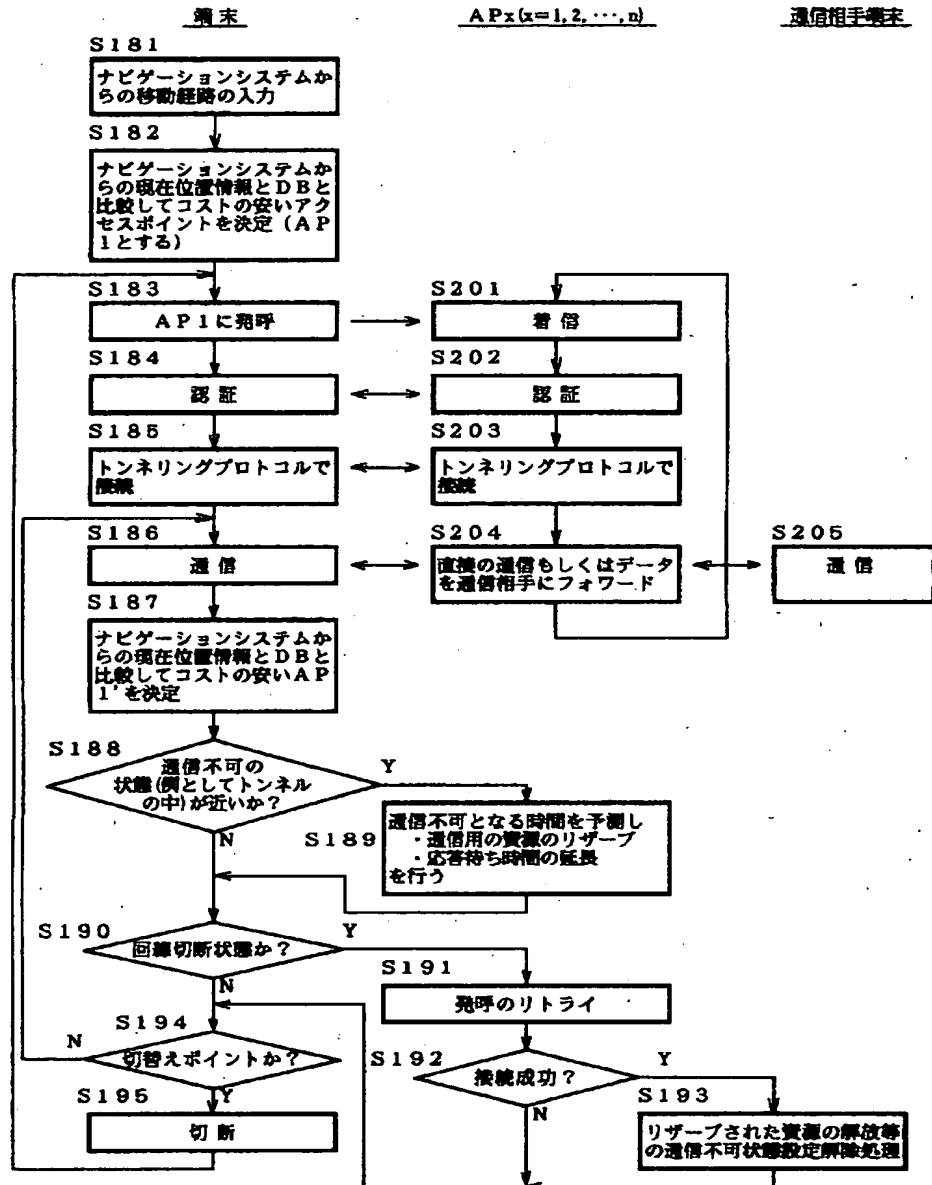 端末
APx(x=1,2,・・・,n)
通信相手端末
S181
ナビゲーションシステムか
らの移動経路の入力
S182
ナビゲーションシステムか
らの現在位置情報とDBと
比較してコストの安いアク
セスポイントを決定（AP
1とする）
S183
AP1に発呼
S201
着信
S184
認証
S202
認証
S185
トンネリングプロトコルで
接続
S203
トンネリングプロトコルで
接続
S186
通信
S204
直接の通信もしくはデータ
を通信相手にフォワード
S205
通信
S187
ナビゲーションシステムか
らの現在位置情報とDBと
比較してコストの安いAP
1'を決定
S188
通信不可の
状態(例としてトンネル
の中)が近いか？
Y
N
S189
通信不可となる時間を予測し
・通信用の資源のリザーブ
・応答待ち時間の延長
を行う
S190
回線切断状態か？
Y
N
S191
発呼のリトライ
S192
接続成功？
Y
N
S193
リザーブされた資源の解放等
の通信不可状態設定解除処理
S194
切替えポイントか？
N
Y
S195
切断